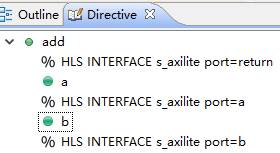 Outline Directive
add
% HLS INTERFACE s_axilite port=return
a
% HLS INTERFACE s_axilite port=a
b
% HLS INTERFACE s_axilite port=b